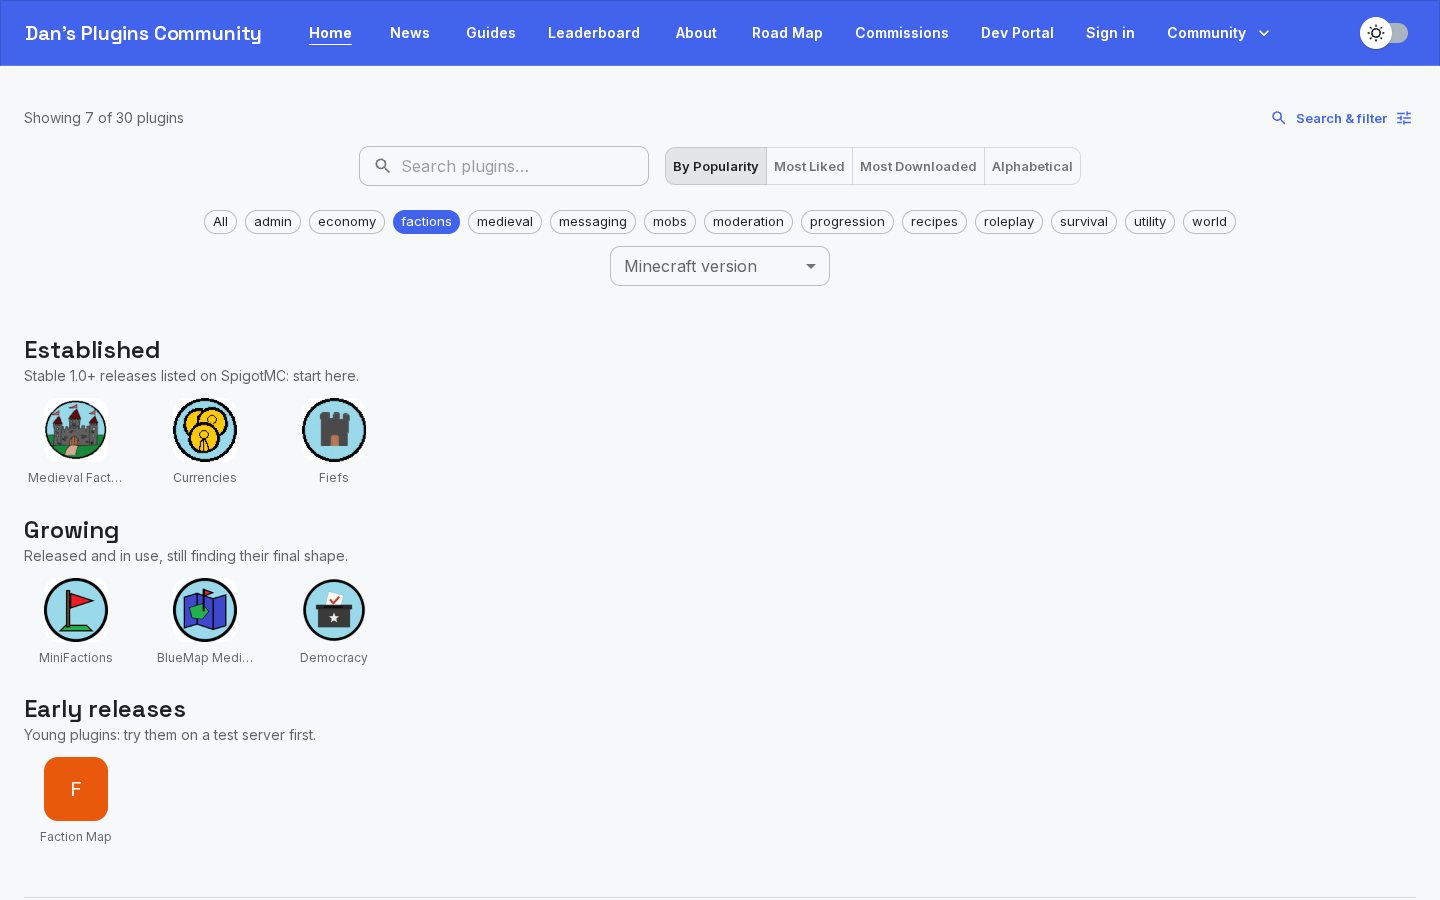 Dan's Plugins Community Home News Guides Leaderboard About Road Map Commissions Dev Portal Sign in Community
Showing 7 of 30 plugins Search & filter
Search plugins... By Popularity Most Liked Most Downloaded Alphabetical
All admin economy factions medieval messaging mobs moderation progression recipes roleplay survival utility world
Minecraft version
Established
Stable 1.0+ releases listed on SpigotMC: start here.
Medieval Fact... Currencies Fiefs
Growing
Released and in use, still finding their final shape.
MiniFactions BlueMap Medi... Democracy
Early releases
Young plugins: try them on a test server first.
F
Faction Map